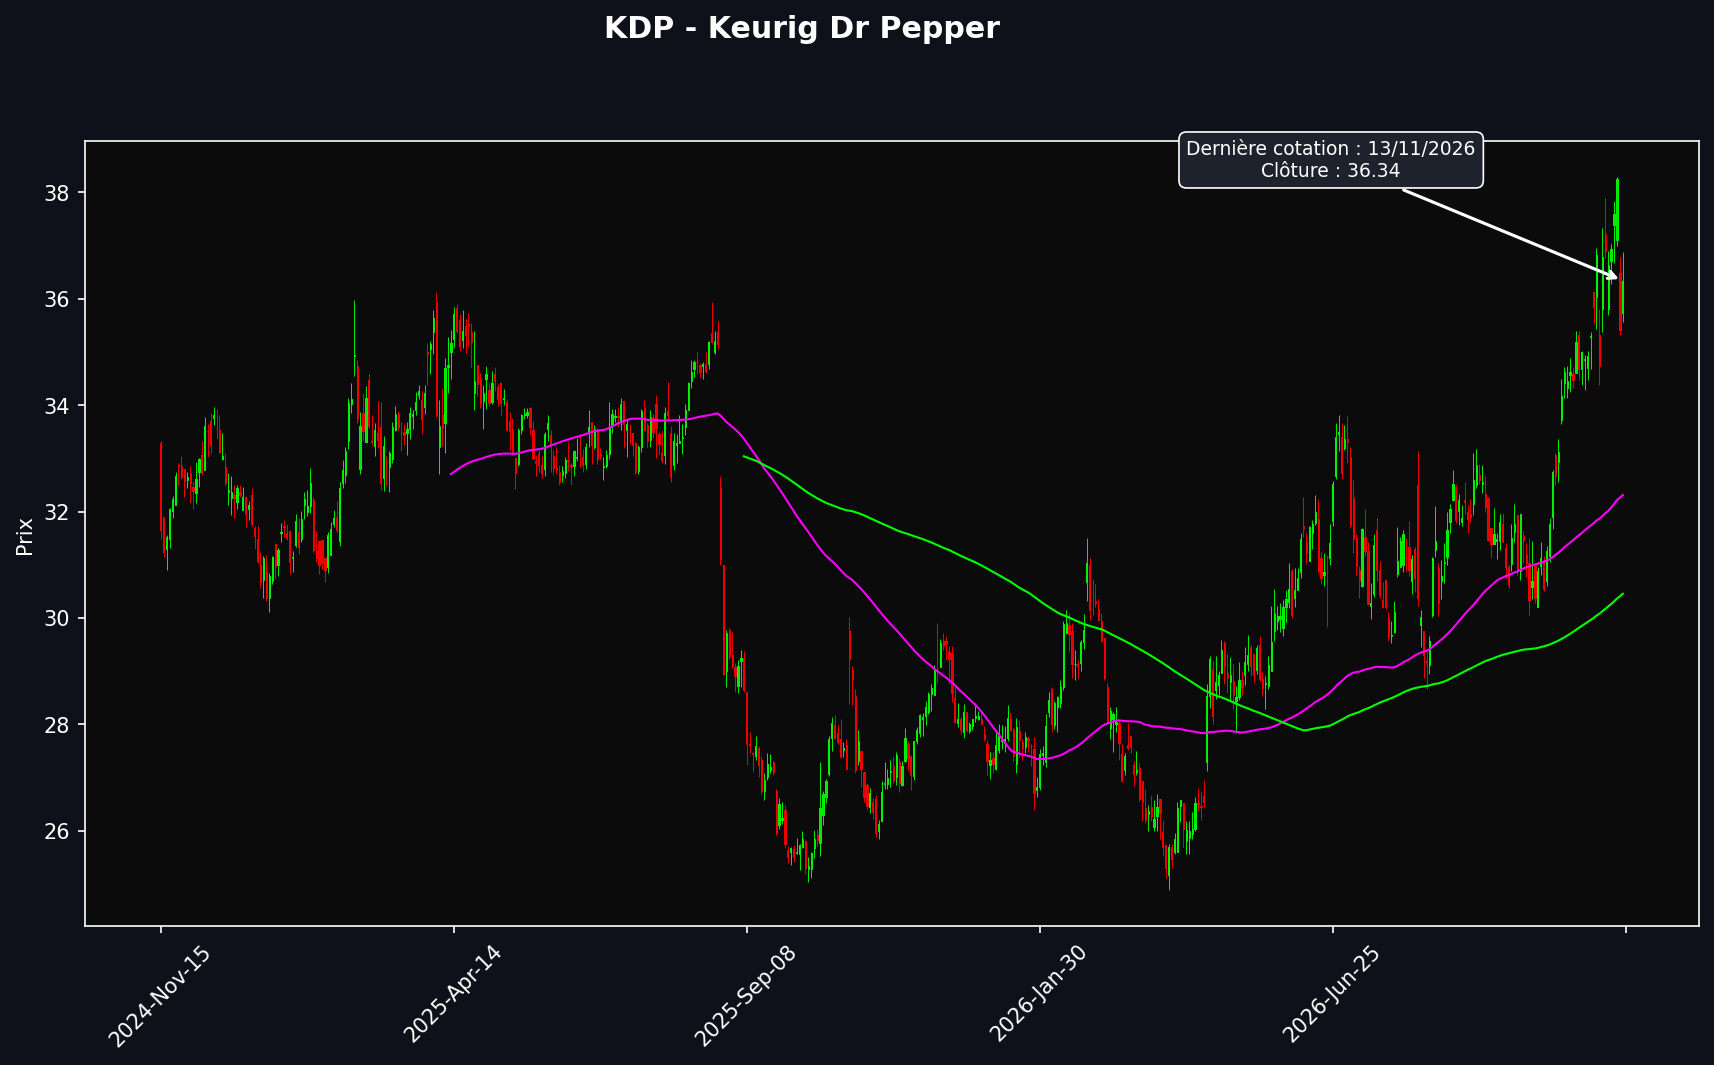 KDP - Keurig Dr Pepper
Dernière cotation : 13/11/2026
Clôture : 36.34
38
36
34
32
30
28
26
Prix
2024-Nov-15
2025-Apr-14
2025-Sep-08
2026-Jan-30
2026-Jun-25